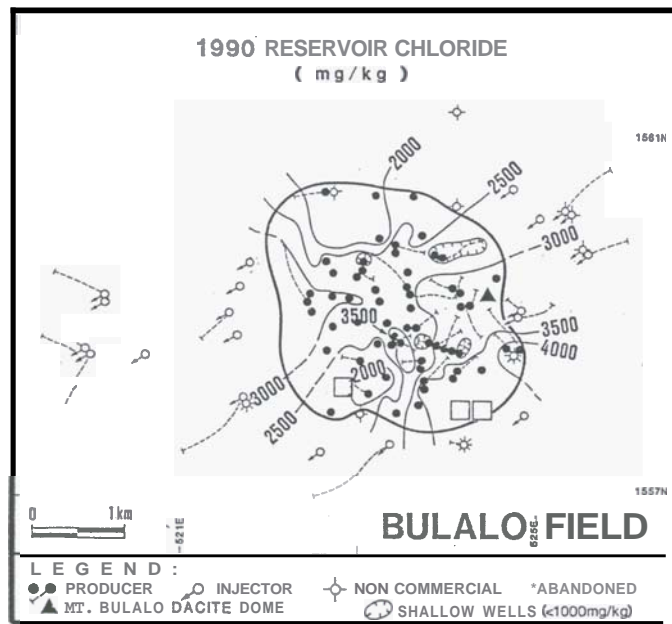 1990 RESERVOIR CHLORIDE
( mg/kg )
2000
2500
1561N
3000
3500
3500
4000
2000
3000
2500
0 1km
521E
525E
1557N
BULALO FIELD
LEGEND:
PRODUCER INJECTOR NON COMMERCIAL *ABANDONED
MT. BULALO DACITE DOME SHALLOW WELLS (<1000mg/kg)